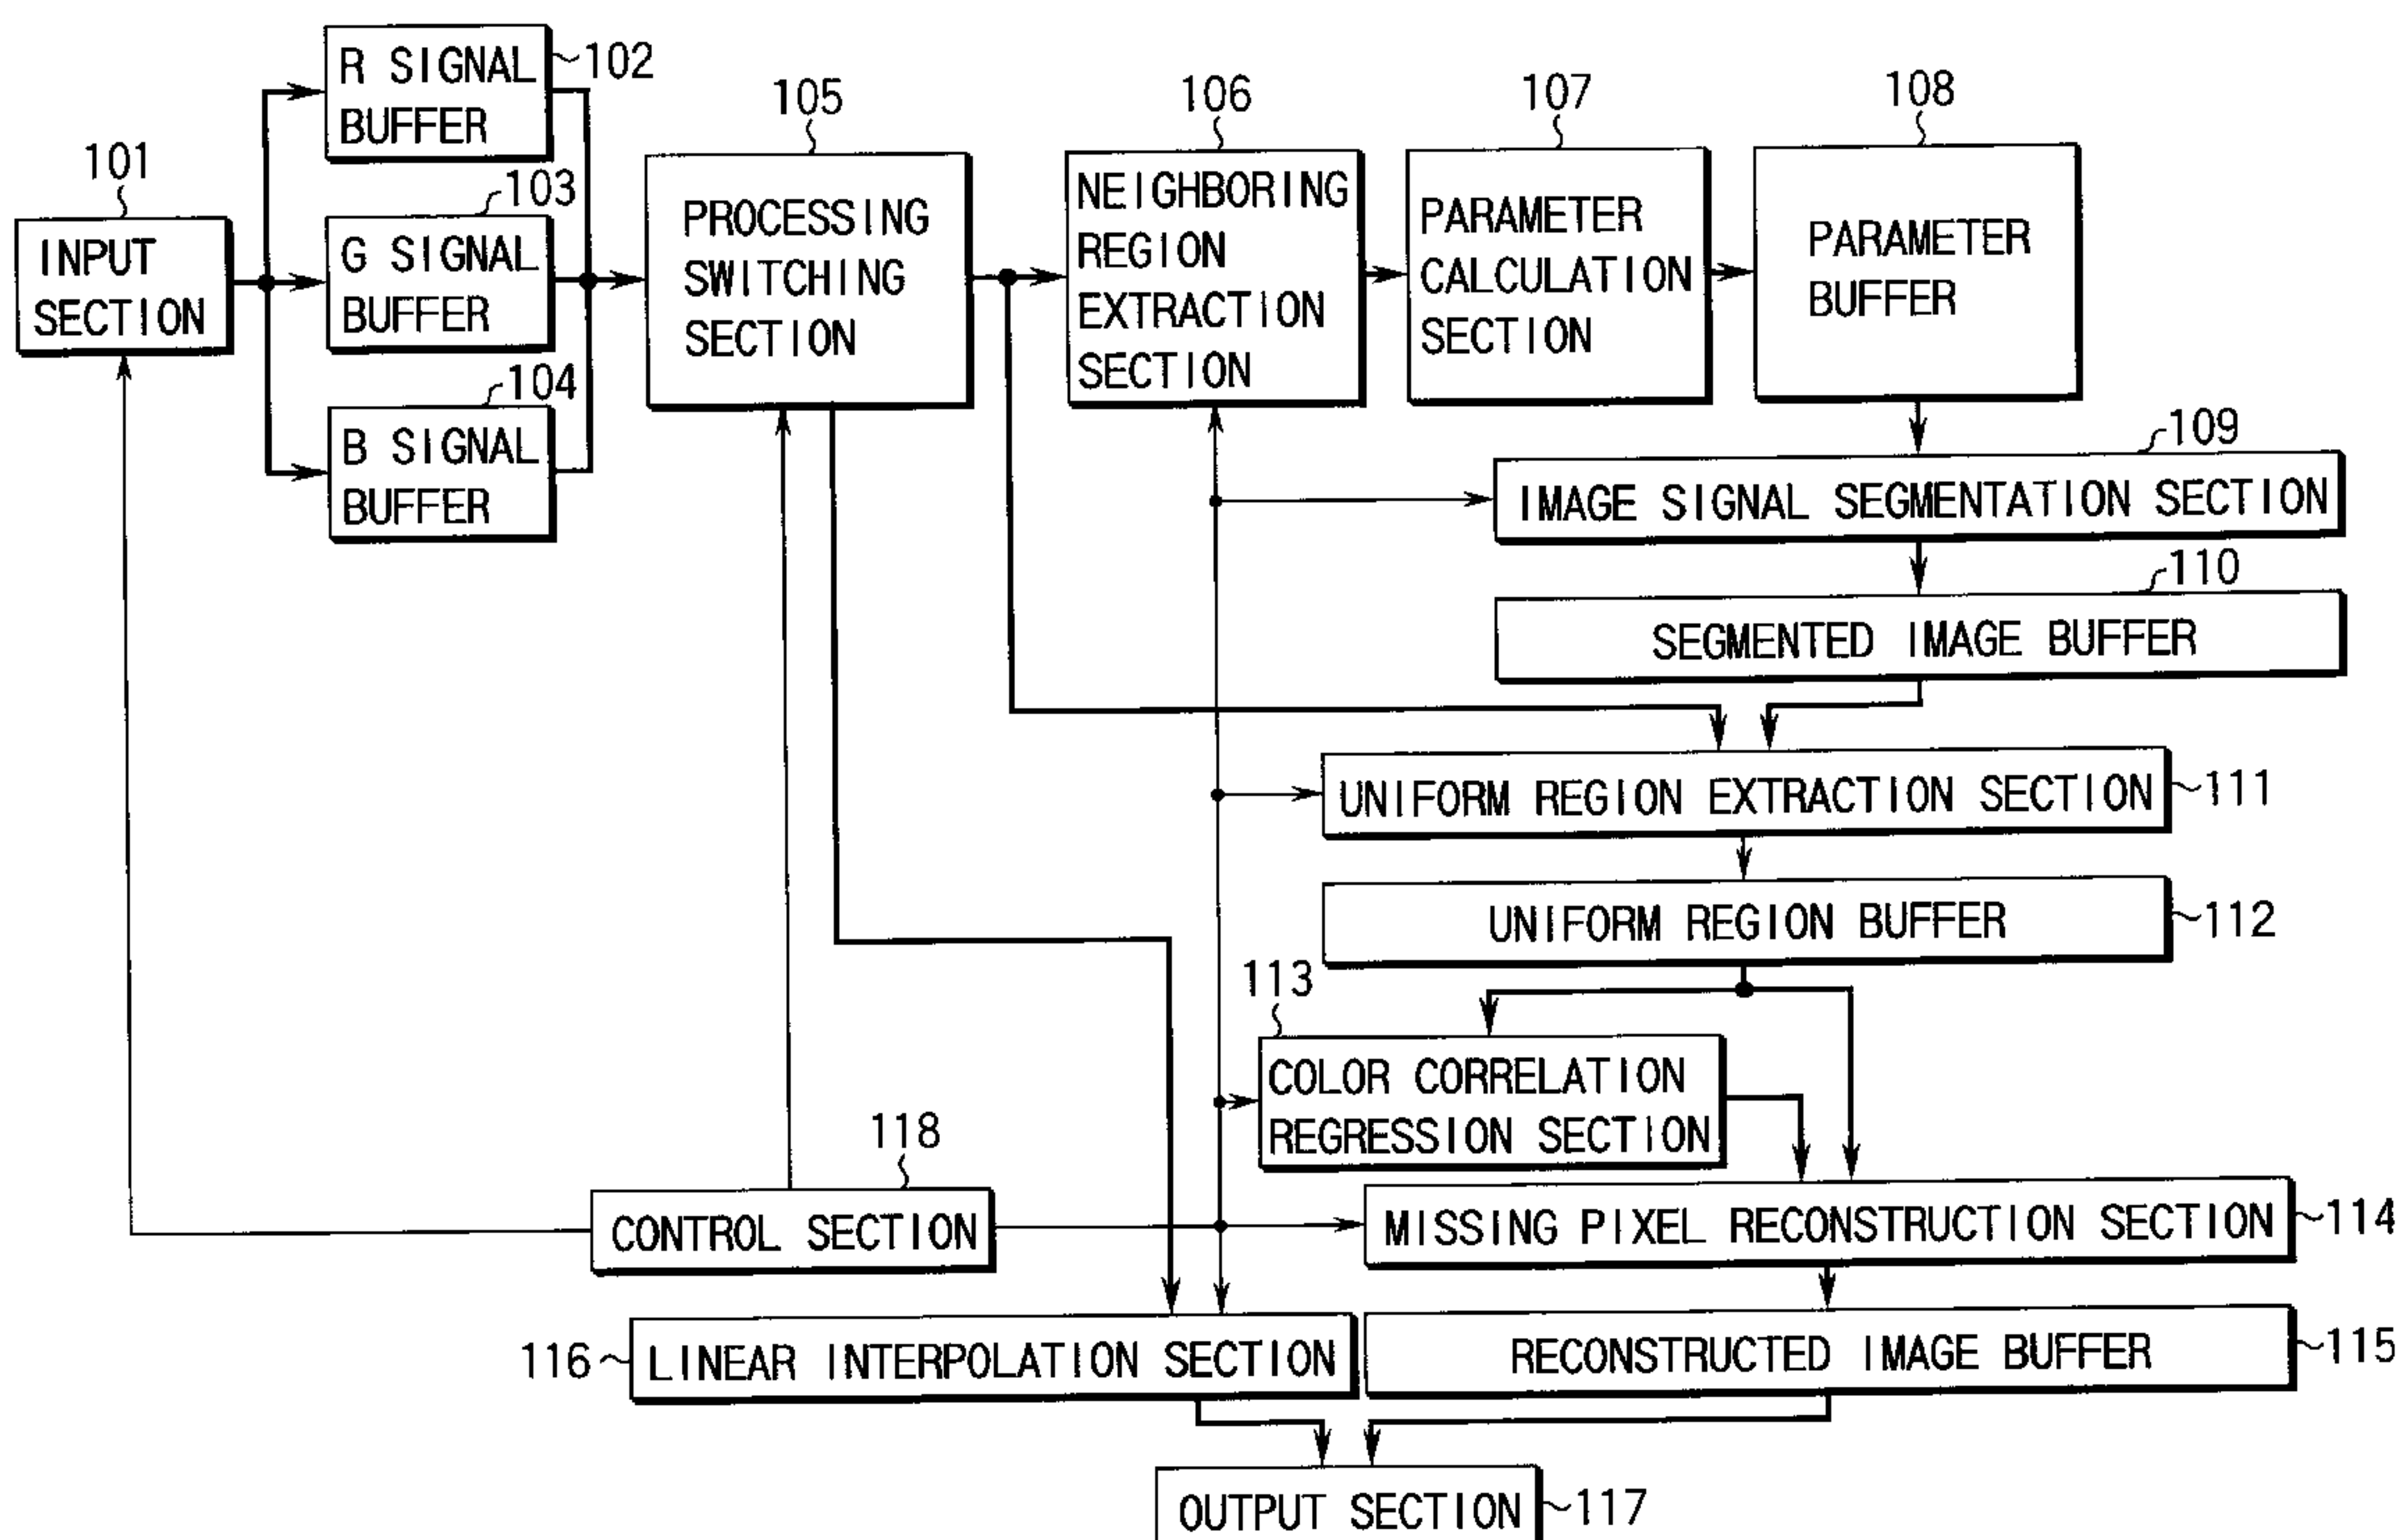 101
INPUT
SECTION
R SIGNAL
BUFFER
102
103
G SIGNAL
BUFFER
104
B SIGNAL
BUFFER
105
PROCESSING
SWITCHING
SECTION
106
NEIGHBORING
REGION
EXTRACTION
SECTION
107
PARAMETER
CALCULATION
SECTION
108
PARAMETER
BUFFER
109
IMAGE SIGNAL SEGMENTATION SECTION
110
SEGMENTED IMAGE BUFFER
UNIFORM REGION EXTRACTION SECTION
111
UNIFORM REGION BUFFER
112
113
COLOR CORRELATION
REGRESSION SECTION
118
CONTROL SECTION
MISSING PIXEL RECONSTRUCTION SECTION
114
116
LINEAR INTERPOLATION SECTION
RECONSTRUCTED IMAGE BUFFER
115
OUTPUT SECTION
117